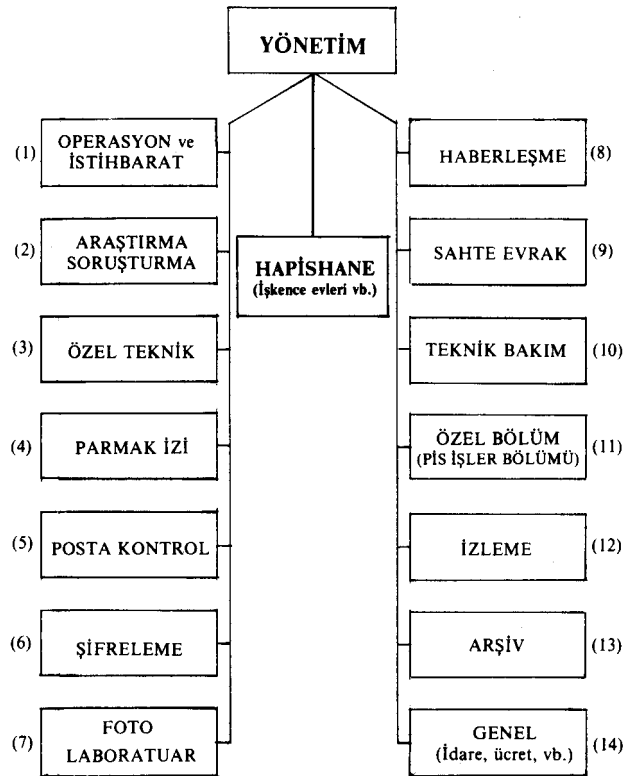 YÖNETİM
(1) OPERASYON ve
İSTİHBARAT
(2) ARAŞTIRMA
SORUŞTURMA
(3) ÖZEL TEKNİK
(4) PARMAK İZİ
(5) POSTA KONTROL
(6) ŞİFRELEME
(7) FOTO
LABORATUAR
HAPİSHANE
(İşkence evleri vb.)
HABERLEŞME (8)
SAHTE EVRAK (9)
TEKNİK BAKIM (10)
ÖZEL BÖLÜM (11)
(PİS İŞLER BÖLÜMÜ)
İZLEME (12)
ARŞİV (13)
GENEL (14)
(İdare, ücret, vb.)